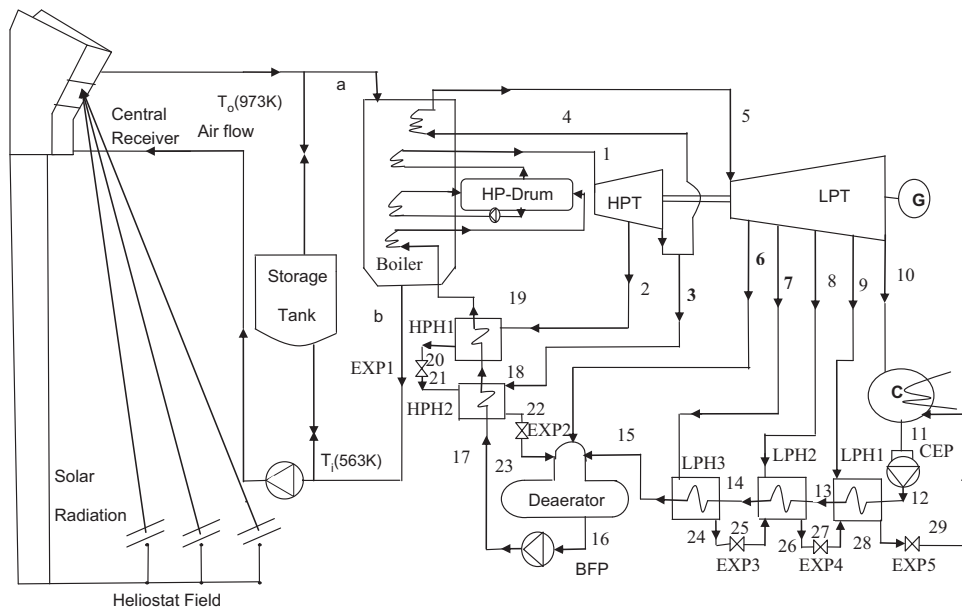 a
5
T₀(973K)
4
Central
Receiver
Air flow
1
HP-Drum
HPT
LPT
G
Boiler
6
7
8
9
10
2
3
Storage
Tank
b
19
HPH1
C
EXP1
20
21
18
HPH2
22
EXP2
11
CEP
15
Tᵢ(563K)
17
23
LPH3
LPH2
LPH1
14
13
12
Solar
Radiation
Deaerator
16
24
25
26
27
28
29
BFP
EXP3
EXP4
EXP5
Heliostat Field